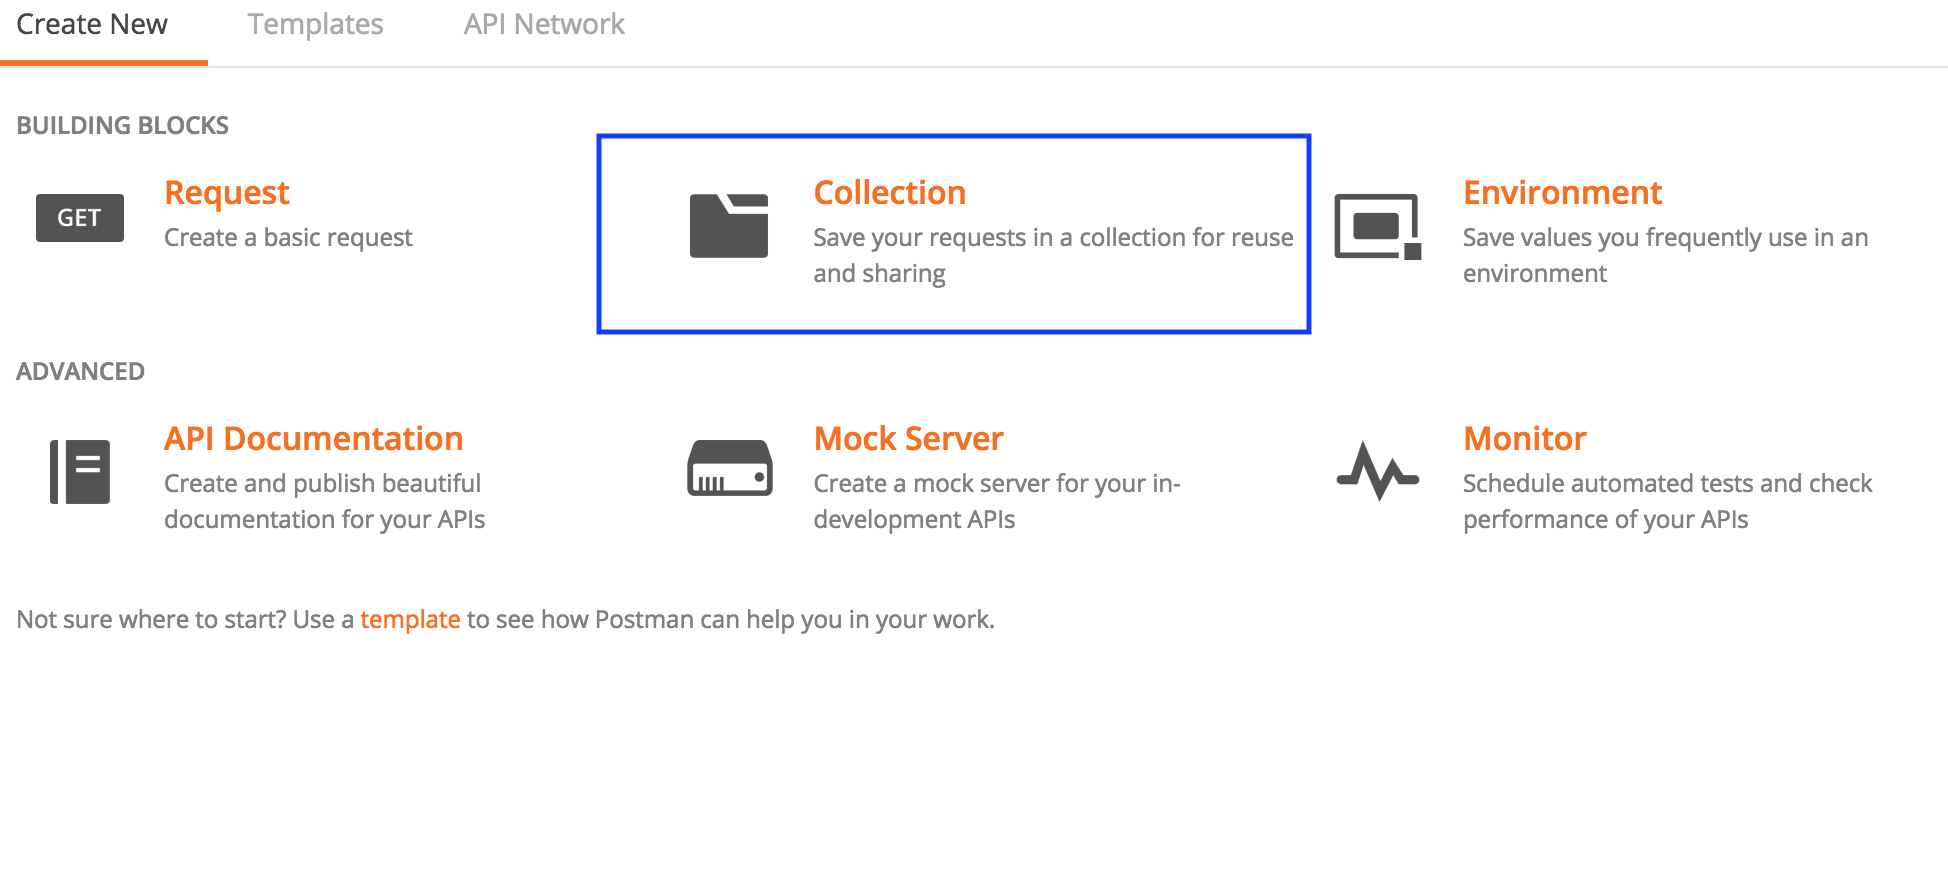 Create New Templates API Network
BUILDING BLOCKS
GET
Request
Create a basic request
Collection
Save your requests in a collection for reuse
and sharing
Environment
Save values you frequently use in an
environment
ADVANCED
API Documentation
Create and publish beautiful
documentation for your APIs
Mock Server
Create a mock server for your in-
development APIs
Monitor
Schedule automated tests and check
performance of your APIs
Not sure where to start? Use a template to see how Postman can help you in your work.